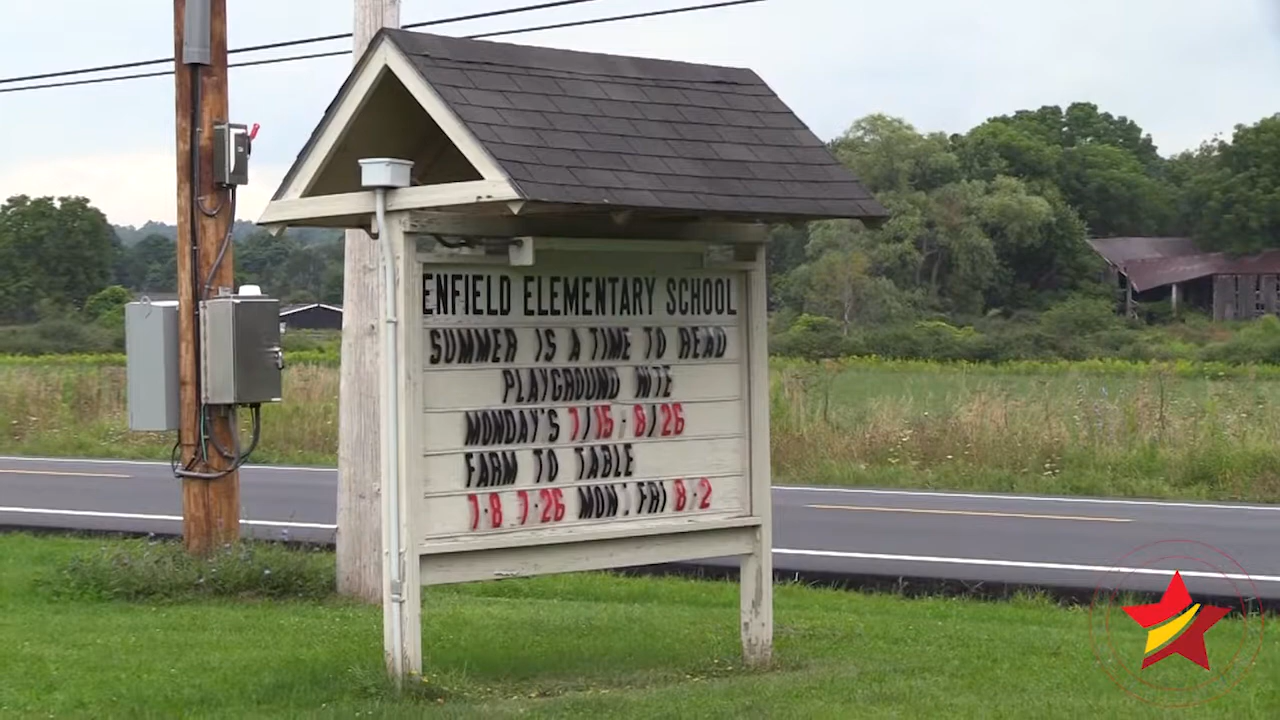 ENFIELD ELEMENTARY SCHOOL
SUMMER IS A TIME TO READ
PLAYGROUND NITE
MONDAY'S 7/15 - 8/26
FARM TO TABLE
7-8 7-26 MON: FRI 8-2